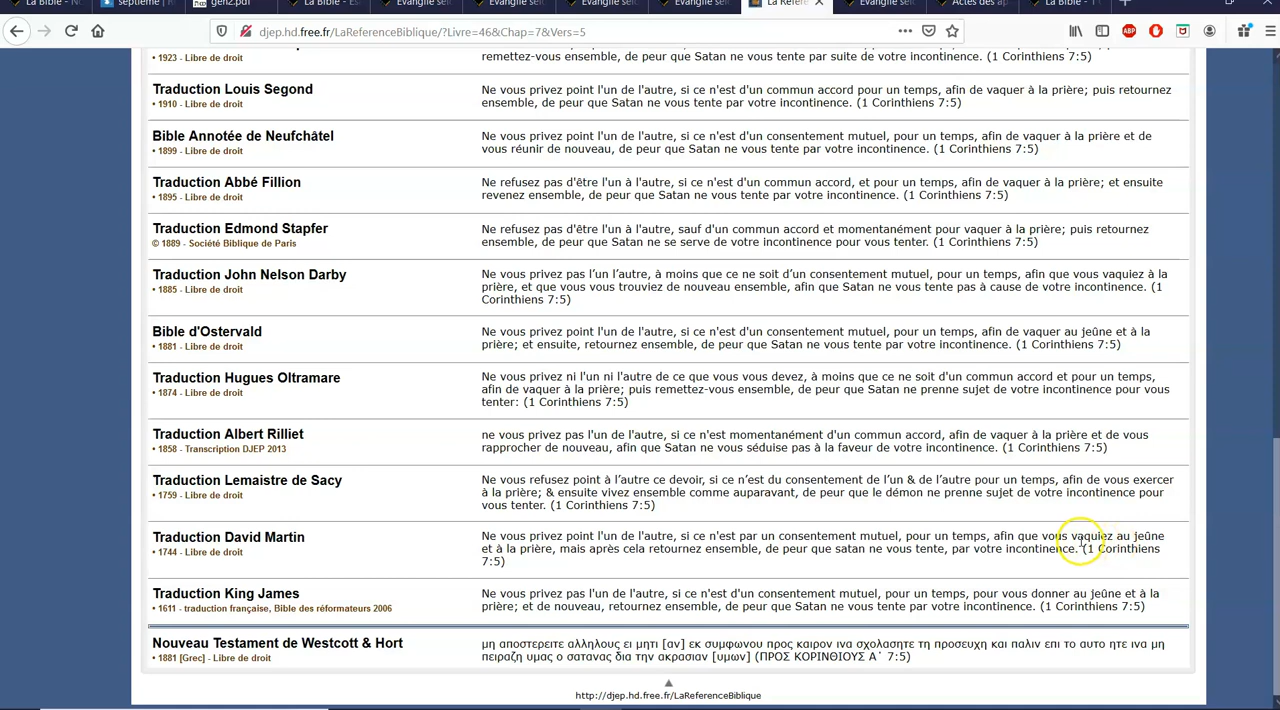 La Bible - No
septième | R
gen2.pdf
La Bible - Es
Évangile sel
Évangile selo
Évangile selo
Évangile selo
La Référe
Évangile sel
Actes des ap
La Bible - T
djep.hd.free.fr/LaReferenceBiblique/?Livre=46&Chap=7&Vers=5
• 1923 - Libre de droit
remettez-vous ensemble, de peur que Satan ne vous tente par suite de votre incontinence. (1 Corinthiens 7:5)
Traduction Louis Segond
• 1910 - Libre de droit
Ne vous privez point l'un de l'autre, si ce n'est d'un commun accord pour un temps, afin de vaquer à la prière; puis retournez
ensemble, de peur que Satan ne vous tente par votre incontinence. (1 Corinthiens 7:5)
Bible Annotée de Neufchâtel
• 1899 - Libre de droit
Ne vous privez point l'un de l'autre, si ce n'est d'un consentement mutuel, pour un temps, afin de vaquer à la prière et de
vous réunir de nouveau, de peur que Satan ne vous tente par votre incontinence. (1 Corinthiens 7:5)
Traduction Abbé Fillion
• 1895 - Libre de droit
Ne refusez pas d'être l'un à l'autre, si ce n'est d'un commun accord, et pour un temps, afin de vaquer à la prière; et ensuite
revenez ensemble, de peur que Satan ne vous tente par votre incontinence. (1 Corinthiens 7:5)
Traduction Edmond Stapfer
© 1889 - Société Biblique de Paris
Ne refusez pas d'être l'un à l'autre, sauf d'un commun accord et momentanément pour vaquer à la prière; puis retournez
ensemble, de peur que Satan ne se serve de votre incontinence pour vous tenter. (1 Corinthiens 7:5)
Traduction John Nelson Darby
• 1885 - Libre de droit
Ne vous privez pas l’un l’autre, à moins que ce ne soit d’un consentement mutuel, pour un temps, afin que vous vaquiez à la
prière, et que vous vous trouviez de nouveau ensemble, afin que Satan ne vous tente pas à cause de votre incontinence. (1
Corinthiens 7:5)
Bible d'Ostervald
• 1881 - Libre de droit
Ne vous privez point l'un de l'autre, si ce n'est d'un consentement mutuel, pour un temps, afin de vaquer au jeûne et à la
prière; et ensuite, retournez ensemble, de peur que Satan ne vous tente par votre incontinence. (1 Corinthiens 7:5)
Traduction Hugues Oltramare
• 1874 - Libre de droit
Ne vous privez ni l'un ni l'autre de ce que vous vous devez, à moins que ce ne soit d'un commun accord et pour un temps,
afin de vaquer à la prière; puis remettez-vous ensemble, de peur que Satan ne prenne sujet de votre incontinence pour vous
tenter: (1 Corinthiens 7:5)
Traduction Albert Rilliet
• 1858 - Transcription DJEP 2013
ne vous privez pas l'un de l'autre, si ce n'est momentanément d'un commun accord, afin de vaquer à la prière et de vous
rapprocher de nouveau, afin que Satan ne vous séduise pas à la faveur de votre incontinence. (1 Corinthiens 7:5)
Traduction Lemaistre de Sacy
• 1759 - Libre de droit
Ne vous refusez point à l’autre ce devoir, si ce n’est du consentement de l’un & de l’autre pour un temps, afin de vous exercer
à la prière; & ensuite vivez ensemble comme auparavant, de peur que le démon ne prenne sujet de votre incontinence pour
vous tenter. (1 Corinthiens 7:5)
Traduction David Martin
• 1744 - Libre de droit
Ne vous privez point l'un de l'autre, si ce n'est par un consentement mutuel, pour un temps, afin que vous vaquiez au jeûne
et à la prière, mais après cela retournez ensemble, de peur que satan ne vous tente, par votre incontinence. (1 Corinthiens
7:5)
Traduction King James
• 1611 - traduction française, Bible des réformateurs 2006
Ne vous privez pas l'un de l'autre, si ce n'est d'un consentement mutuel, pour un temps, pour vous donner au jeûne et à la
prière; et de nouveau, retournez ensemble, de peur que Satan ne vous tente par votre incontinence. (1 Corinthiens 7:5)
Nouveau Testament de Westcott & Hort
• 1881 [Grec] - Libre de droit
μη αποστερειτε αλληλους ει μητι [αν] εκ συμφωνου προς καιρον ινα σχολασητε τη προσευχη και παλιν επι το αυτο ητε ινα μη
πειραζη υμας ο σατανας δια την ακρασιαν [υμων] (ΠΡΟΣ ΚΟΡΙΝΘΙΟΥΣ Α΄ 7:5)
http://djep.hd.free.fr/LaReferenceBiblique